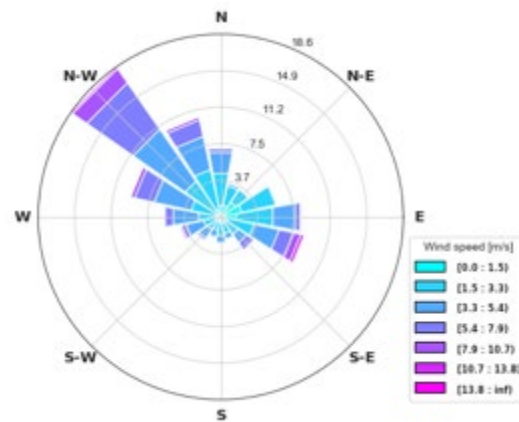 N
18.6
N-W
14.9
N-E
11.2
7.5
3.7
W
E
Wind speed [m/s]
[0.0 : 1.5)
[1.5 : 3.3)
[3.3 : 5.4)
[5.4 : 7.9)
[7.9 : 10.7)
[10.7 : 13.8)
[13.8 : inf)
S-W
S-E
S